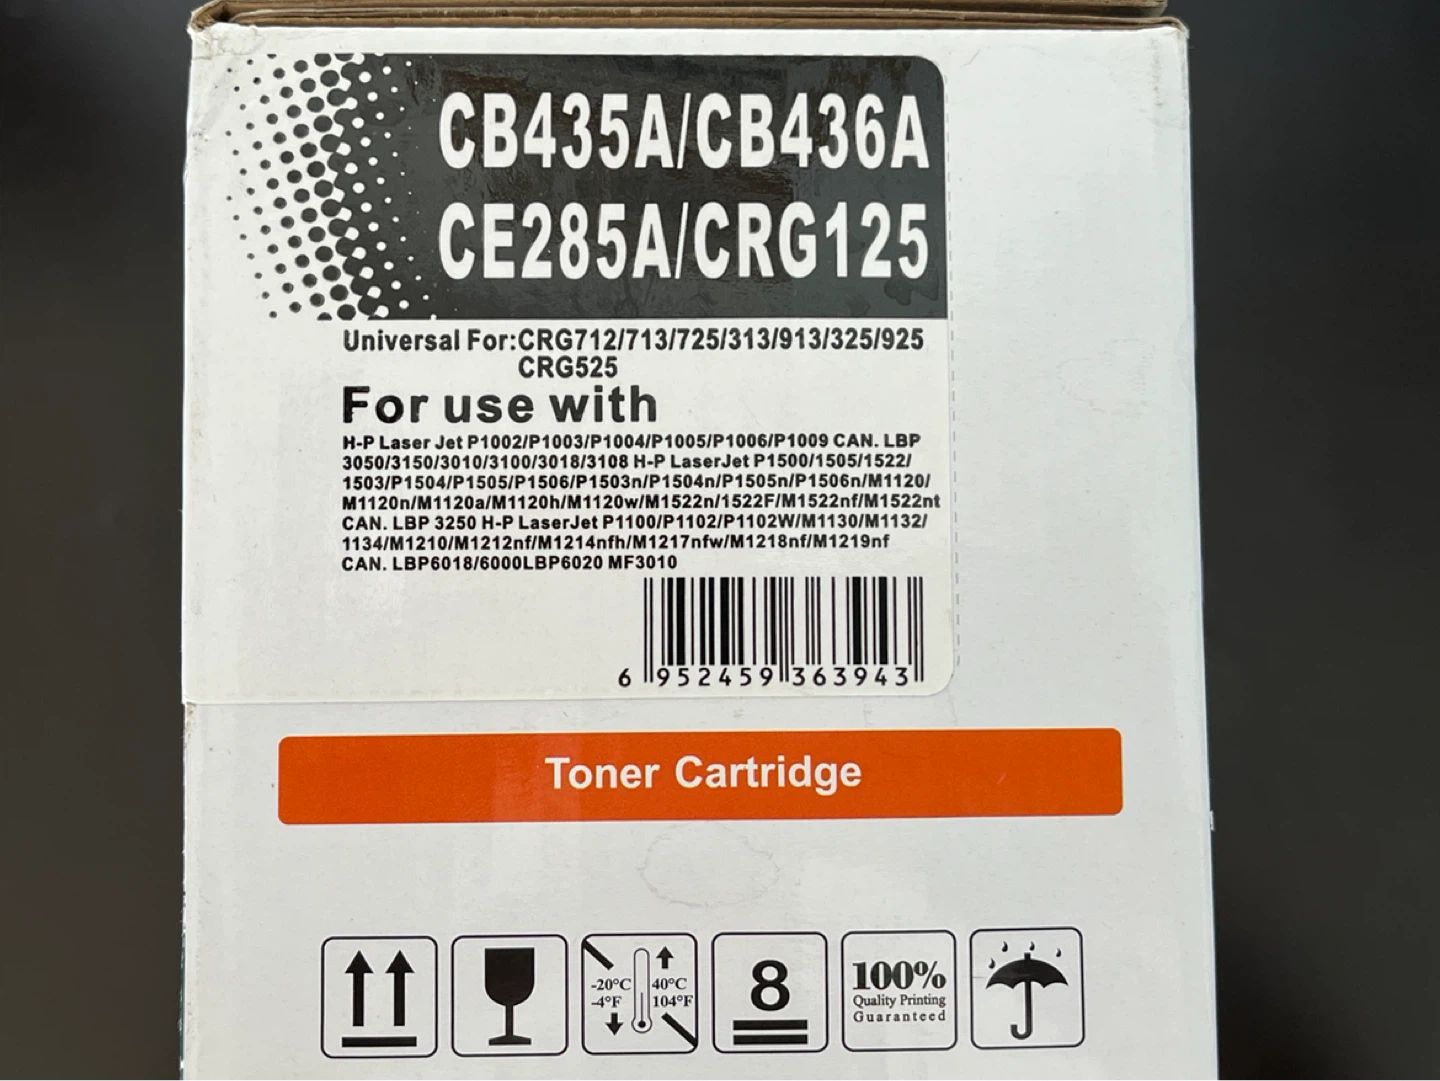 CB435A/CB436A
CE285A/CRG125
Universal For:CRG712/713/725/313/913/325/925
CRG525
For use with
H-P Laser Jet P1002/P1003/P1004/P1005/P1006/P1009 CAN. LBP
3050/3150/3010/3100/3018/3108 H-P LaserJet P1500/1505/1522/
1503/P1504/P1505/P1506/P1503n/P1504n/P1505n/P1506n/M1120/
M1120n/M1120a/M1120h/M1120w/M1522n/1522F/M1522nf/M1522nt
CAN. LBP 3250 H-P LaserJet P1100/P1102/P1102W/M1130/M1132/
1134/M1210/M1212nf/M1214nfh/M1217nfw/M1218nf/M1219nf
CAN. LBP6018/6000LBP6020 MF3010
6 952459 363943
Toner Cartridge
-20°C 40°C
-4°F 104°F
8
100%
Quality Printing
Guaranteed